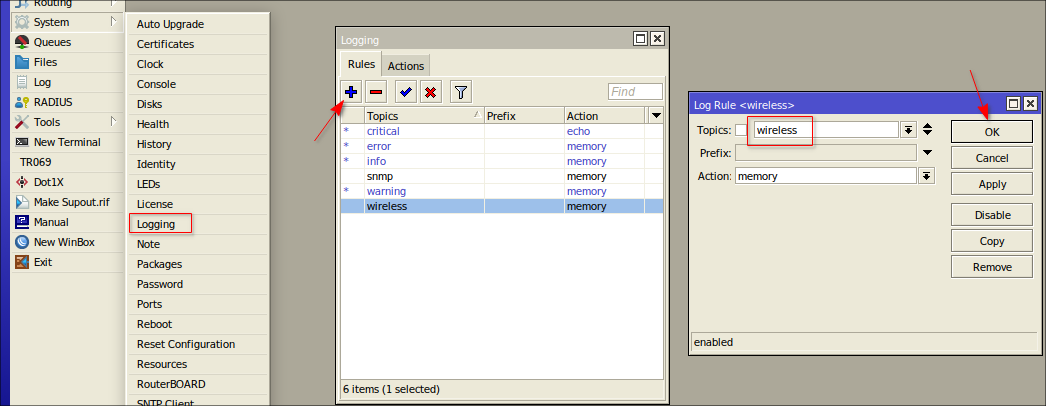 Routing
System
Queues
Files
Log
RADIUS
Tools
New Terminal
TR069
Dot1X
Make Supout.rif
Manual
New WinBox
Exit
Auto Upgrade
Certificates
Clock
Console
Disks
Health
History
Identity
LEDs
License
Logging
Note
Packages
Password
Ports
Reboot
Reset Configuration
Resources
RouterBOARD
SNTP Client
Logging
Rules Actions
Find
Topics Prefix Action
* critical echo
* error memory
* info memory
snmp memory
* warning memory
wireless memory
6 items (1 selected)
Log Rule <wireless>
Topics: wireless
Prefix:
Action: memory
OK
Cancel
Apply
Disable
Copy
Remove
enabled